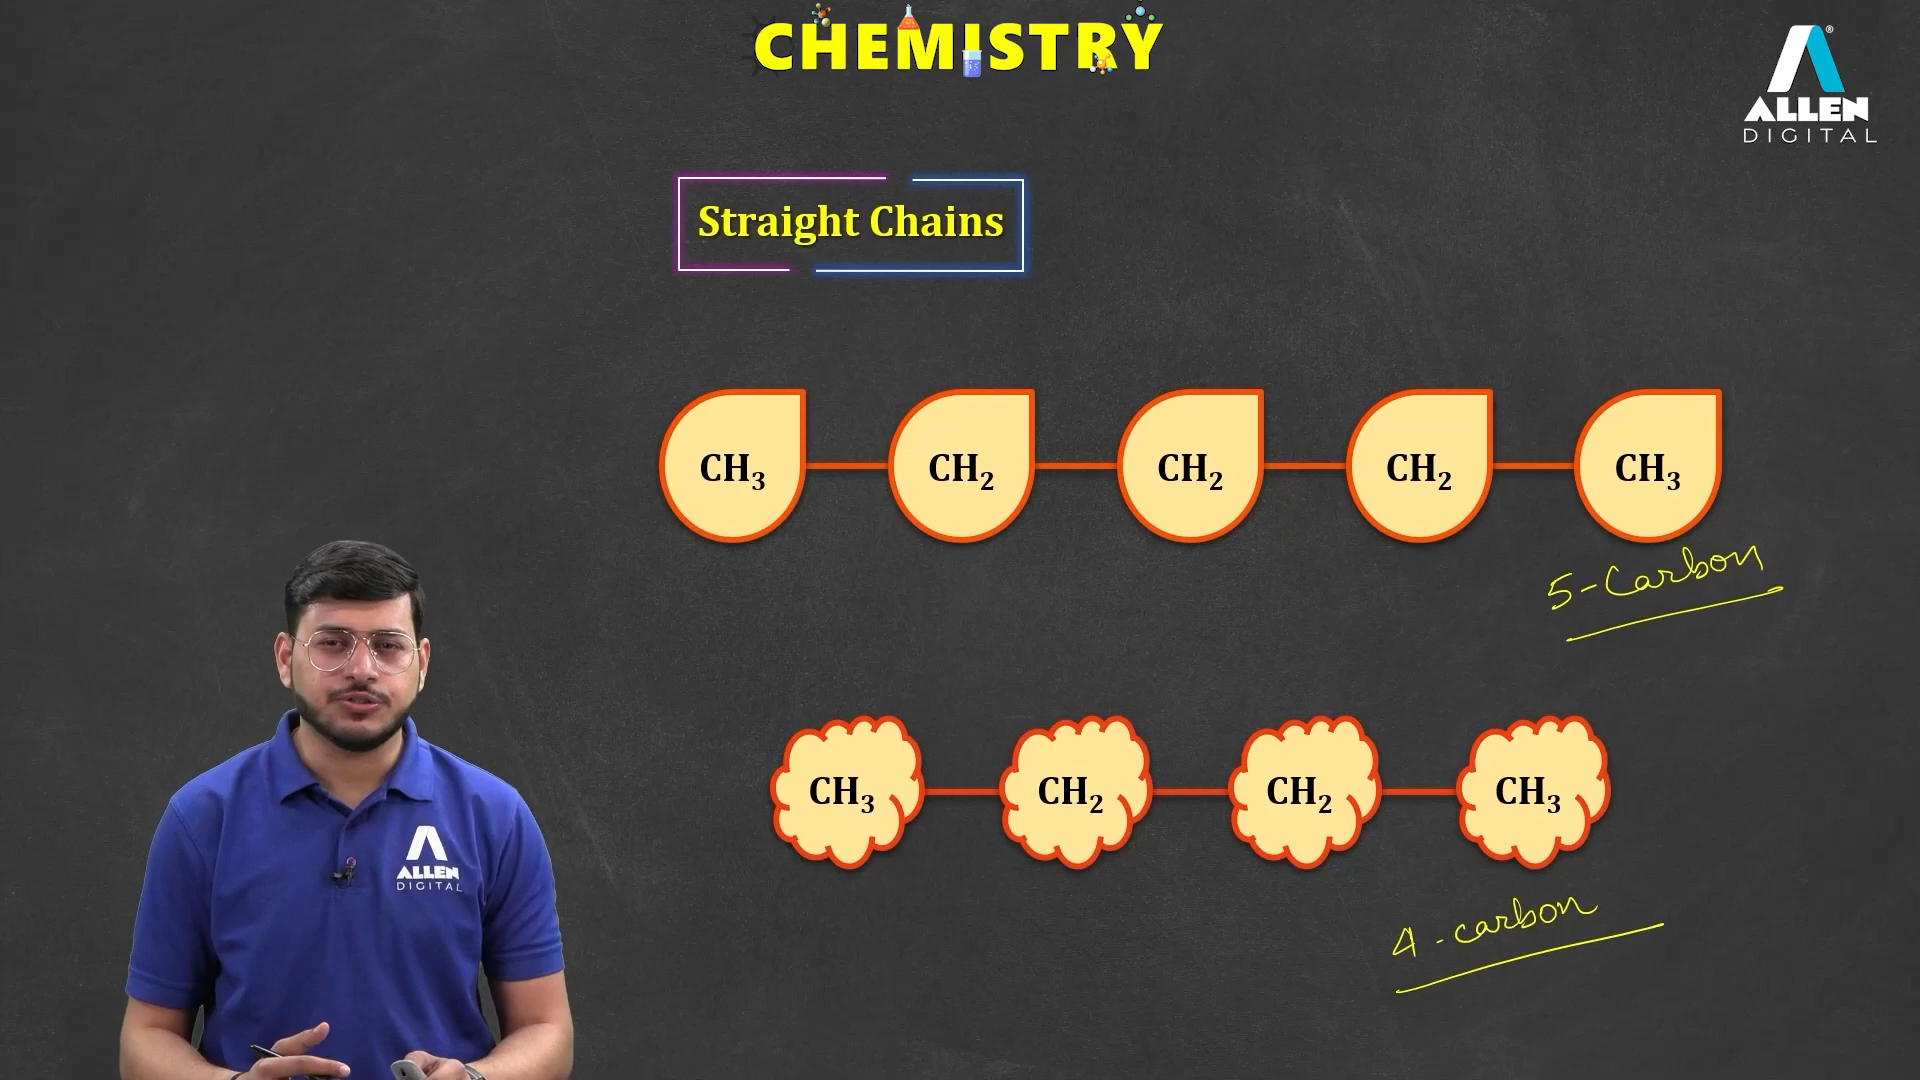 CHEMISTRY
ALLEN
DIGITAL
Straight Chains
CH₃ CH₂ CH₂ CH₂ CH₃
5-Carbon
CH₃ CH₂ CH₂ CH₃
4-carbon
ALLEN
DIGITAL